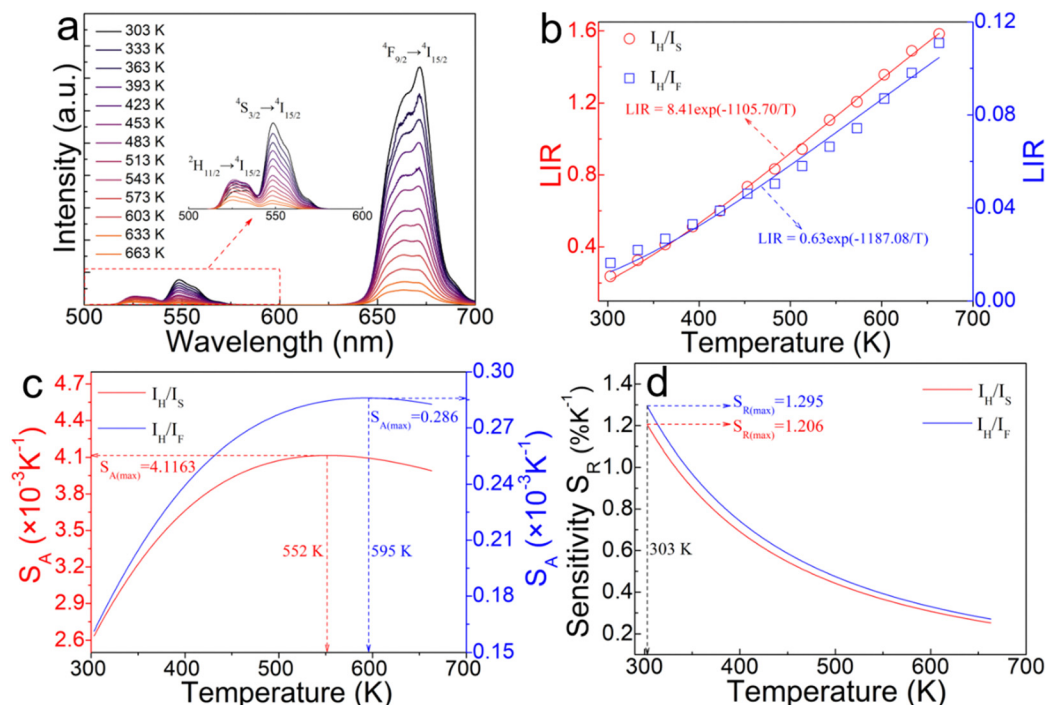 a
303 K
333 K
363 K
393 K
423 K
453 K
483 K
513 K
543 K
573 K
603 K
633 K
663 K
⁴F₉/₂→⁴I₁₅/₂
⁴S₃/₂→⁴I₁₅/₂
²H₁₁/₂→⁴I₁₅/₂
500 550 600
Intensity (a.u.)
500 550 600 650 700
Wavelength (nm)
b
I_H/I_S
I_H/I_F
LIR = 8.41exp(-1105.70/T)
LIR = 0.63exp(-1187.08/T)
1.6
1.2
0.8
0.4
LIR
0.12
0.08
0.04
0.00
LIR
300 400 500 600 700
Temperature (K)
c
I_H/I_S
I_H/I_F
S_A(max)=0.286
S_A(max)=4.1163
552 K
595 K
4.7
4.4
4.1
3.8
3.5
3.2
2.9
2.6
S_A (×10⁻³K⁻¹)
0.30
0.27
0.24
0.21
0.18
0.15
S_A (×10⁻³K⁻¹)
300 400 500 600 700
Temperature (K)
d
I_H/I_S
I_H/I_F
S_R(max)=1.295
S_R(max)=1.206
303 K
1.4
1.2
1.0
0.8
0.6
0.4
0.2
Sensitivity S_R (%K⁻¹)
300 400 500 600 700
Temperature (K)